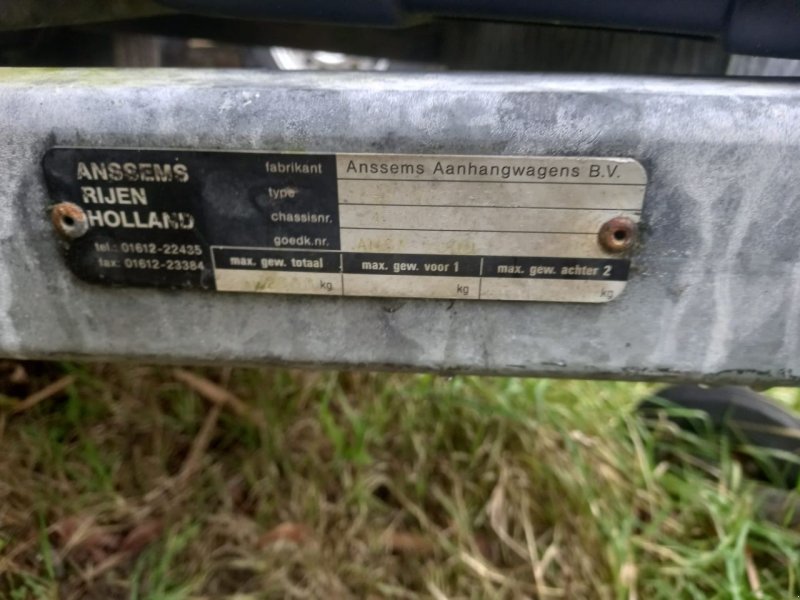 ANSSEMS
RIJEN
HOLLAND
tel.: 01612-22435
fax: 01612-23384
fabrikant Anssems Aanhangwagens B.V.
type
chassisnr.
goedk.nr.
max. gew. totaal max. gew. voor 1 max. gew. achter 2
kg kg kg